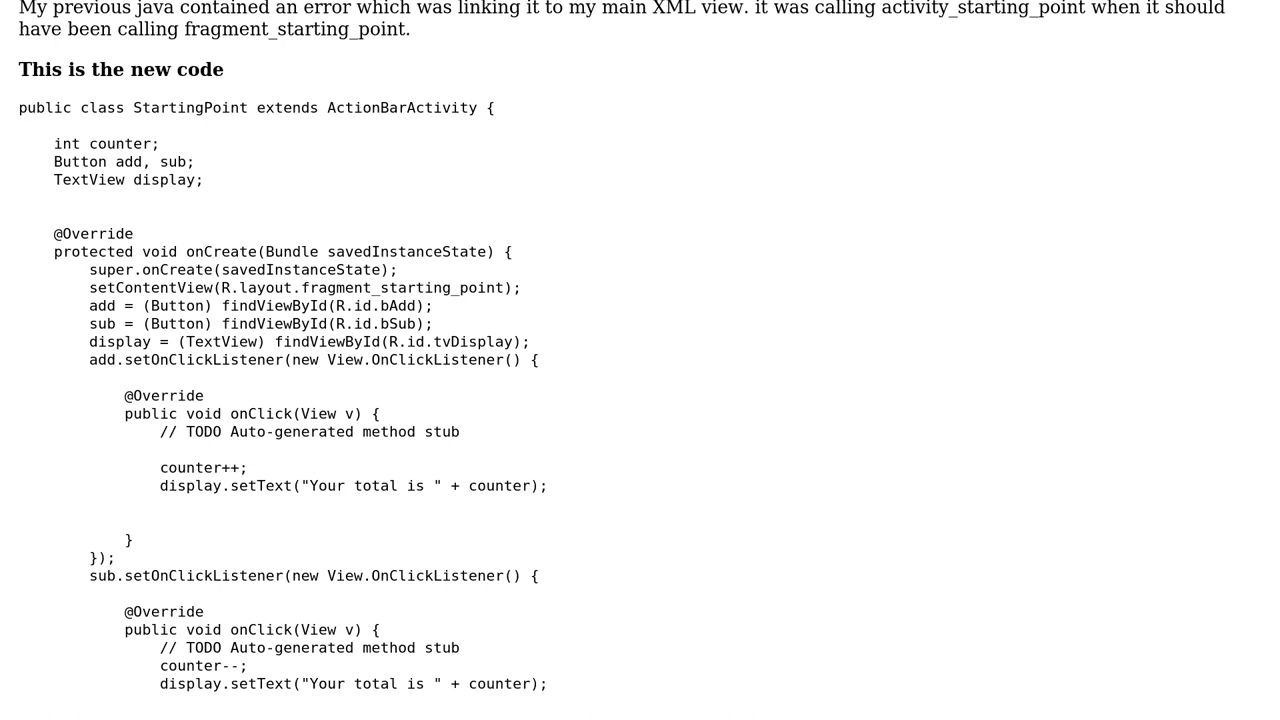 My previous java contained an error which was linking it to my main XML view. it was calling activity_starting_point when it should
have been calling fragment_starting_point.
This is the new code
public class StartingPoint extends ActionBarActivity {
int counter;
Button add, sub;
TextView display;
@Override
protected void onCreate(Bundle savedInstanceState) {
super.onCreate(savedInstanceState);
setContentView(R.layout.fragment_starting_point);
add = (Button) findViewById(R.id.bAdd);
sub = (Button) findViewById(R.id.bSub);
display = (TextView) findViewById(R.id.tvDisplay);
add.setOnClickListener(new View.OnClickListener() {
@Override
public void onClick(View v) {
// TODO Auto-generated method stub
counter++;
display.setText("Your total is " + counter);
}
});
sub.setOnClickListener(new View.OnClickListener() {
@Override
public void onClick(View v) {
// TODO Auto-generated method stub
counter--;
display.setText("Your total is " + counter);